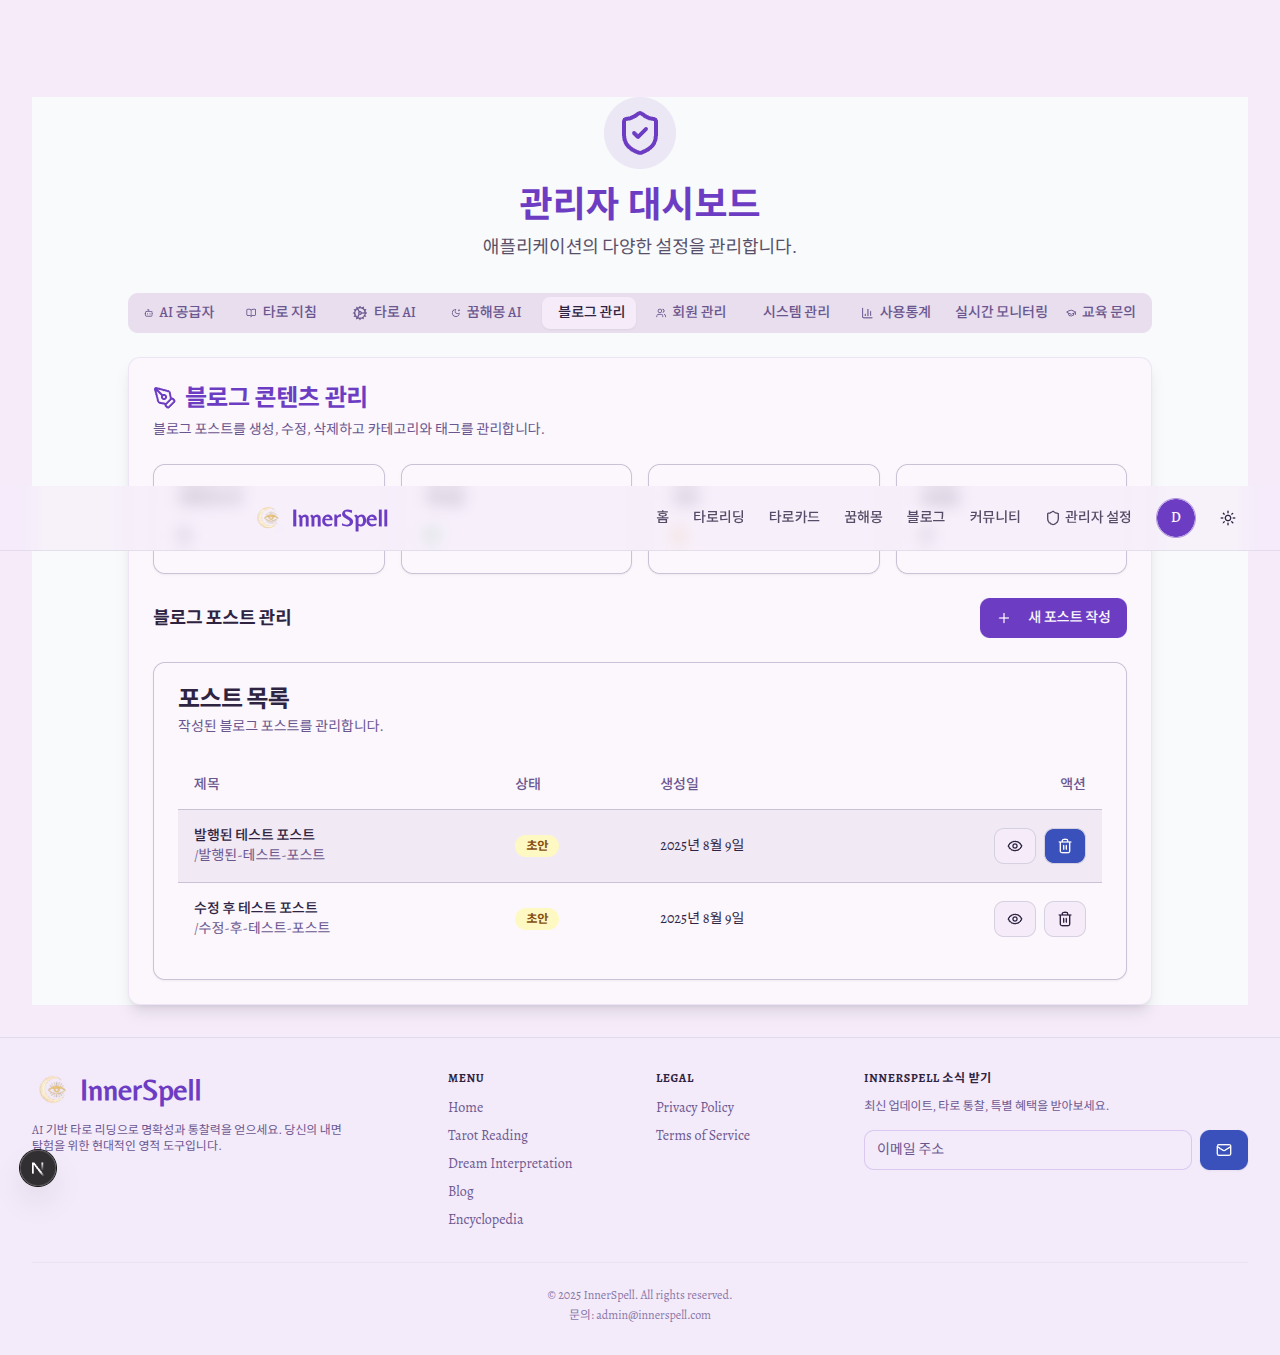 관리자 대시보드
애플리케이션의 다양한 설정을 관리합니다.
AI 공급자 타로 지침 타로 AI 꿈해몽 AI 블로그 관리 회원 관리 시스템 관리 사용통계 실시간 모니터링 교육 문의
블로그 콘텐츠 관리
블로그 포스트를 생성, 수정, 삭제하고 카테고리와 태그를 관리합니다.
InnerSpell 홈 타로리딩 타로카드 꿈해몽 블로그 커뮤니티 관리자 설정 D
블로그 포스트 관리 새 포스트 작성
포스트 목록
작성된 블로그 포스트를 관리합니다.
제목 상태 생성일 액션
발행된 테스트 포스트
/발행된-테스트-포스트
초안 2025년 8월 9일
수정 후 테스트 포스트
/수정-후-테스트-포스트
초안 2025년 8월 9일
InnerSpell
AI 기반 타로 리딩으로 명확성과 통찰력을 얻으세요. 당신의 내면
탐험을 위한 현대적인 영적 도구입니다.
N
MENU
Home
Tarot Reading
Dream Interpretation
Blog
Encyclopedia
LEGAL
Privacy Policy
Terms of Service
INNERSPELL 소식 받기
최신 업데이트, 타로 통찰, 특별 혜택을 받아보세요.
이메일 주소
© 2025 InnerSpell. All rights reserved.
문의: admin@innerspell.com